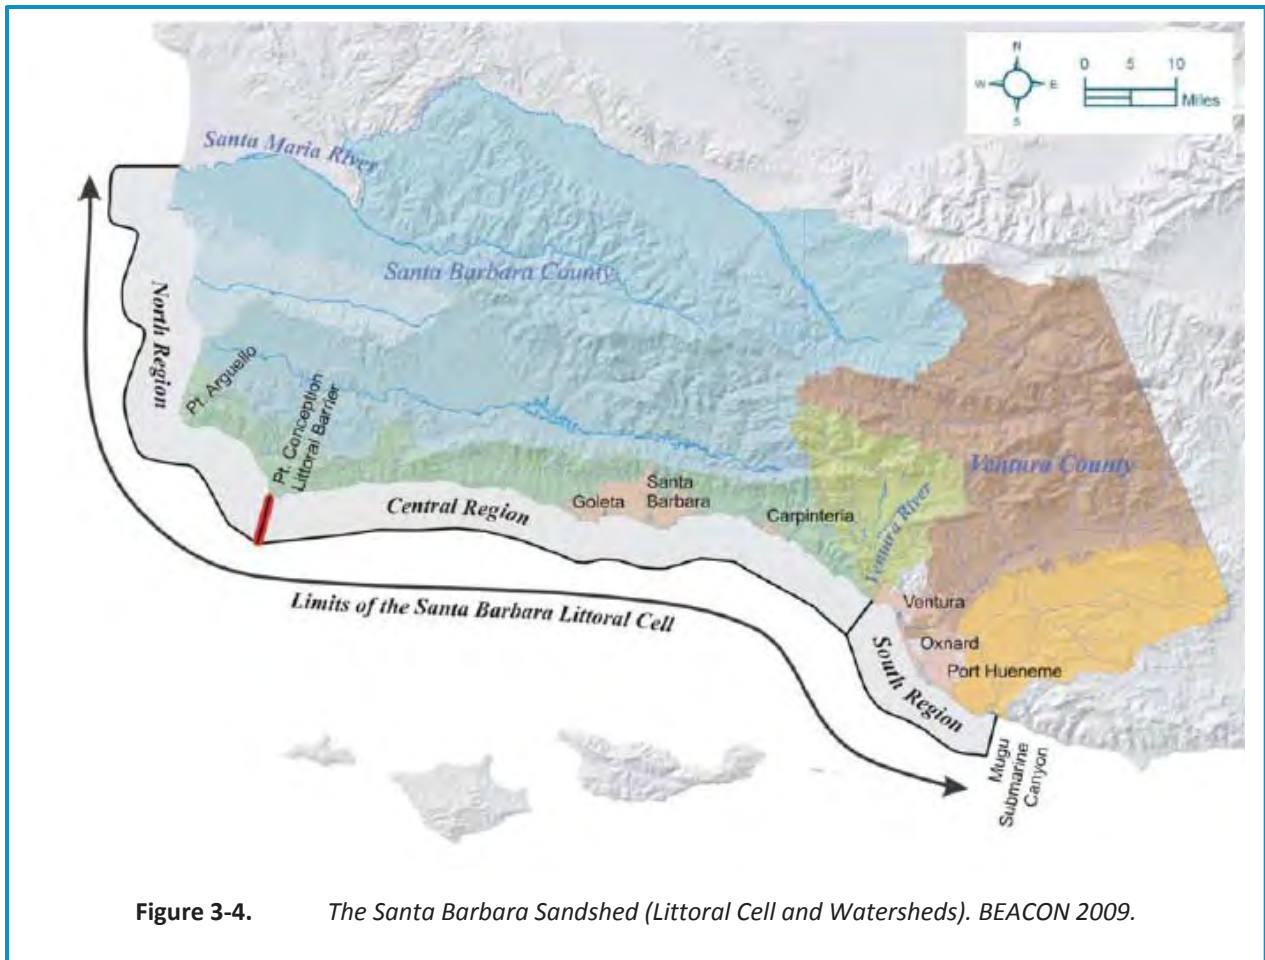 N
W E
S
0 5 10
Miles
Santa Maria River
Santa Barbara County
North Region
Pt. Arguello
Pt. Conception
Littoral Barrier
Central Region
Goleta
Santa
Barbara
Carpinteria
Ventura River
Ventura County
Ventura
Oxnard
Port Hueneme
South Region
Limits of the Santa Barbara Littoral Cell
Mugu
Submarine
Canyon
Figure 3-4. The Santa Barbara Sandshed (Littoral Cell and Watersheds). BEACON 2009.